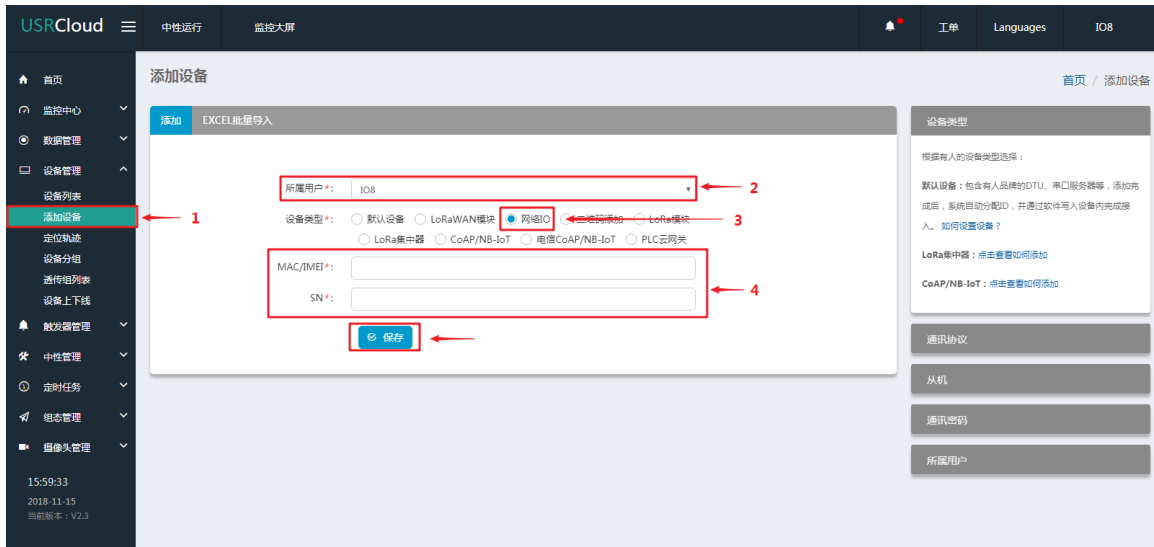 USRCloud 中性运行 监控大屏 工单 Languages IO8
首页
监控中心
数据管理
设备管理
设备列表
添加设备
定位轨迹
设备分组
透传组列表
设备上下线
触发器管理
中性管理
定时任务
组态管理
摄像头管理
15:59:33
2018-11-15
当前版本：V2.3
添加设备
首页 / 添加设备
添加 EXCEL批量导入
所属用户*： IO8
设备类型*： 默认设备 LoRaWAN模块 网络IO 二维码添加 LoRa模块
LoRa集中器 CoAP/NB-IoT 电信CoAP/NB-IoT PLC云网关
MAC/IMEI*：
SN*：
保存
1
2
3
4
设备类型
根据有人的设备类型选择：
默认设备：包含有人品牌的DTU、串口服务器等，添加完
成后，系统自动分配ID，并通过软件写入设备内完成接
入。 如何设置设备？
LoRa集中器：点击查看如何添加
CoAP/NB-IoT：点击查看如何添加
通讯协议
从机
通讯密码
所属用户